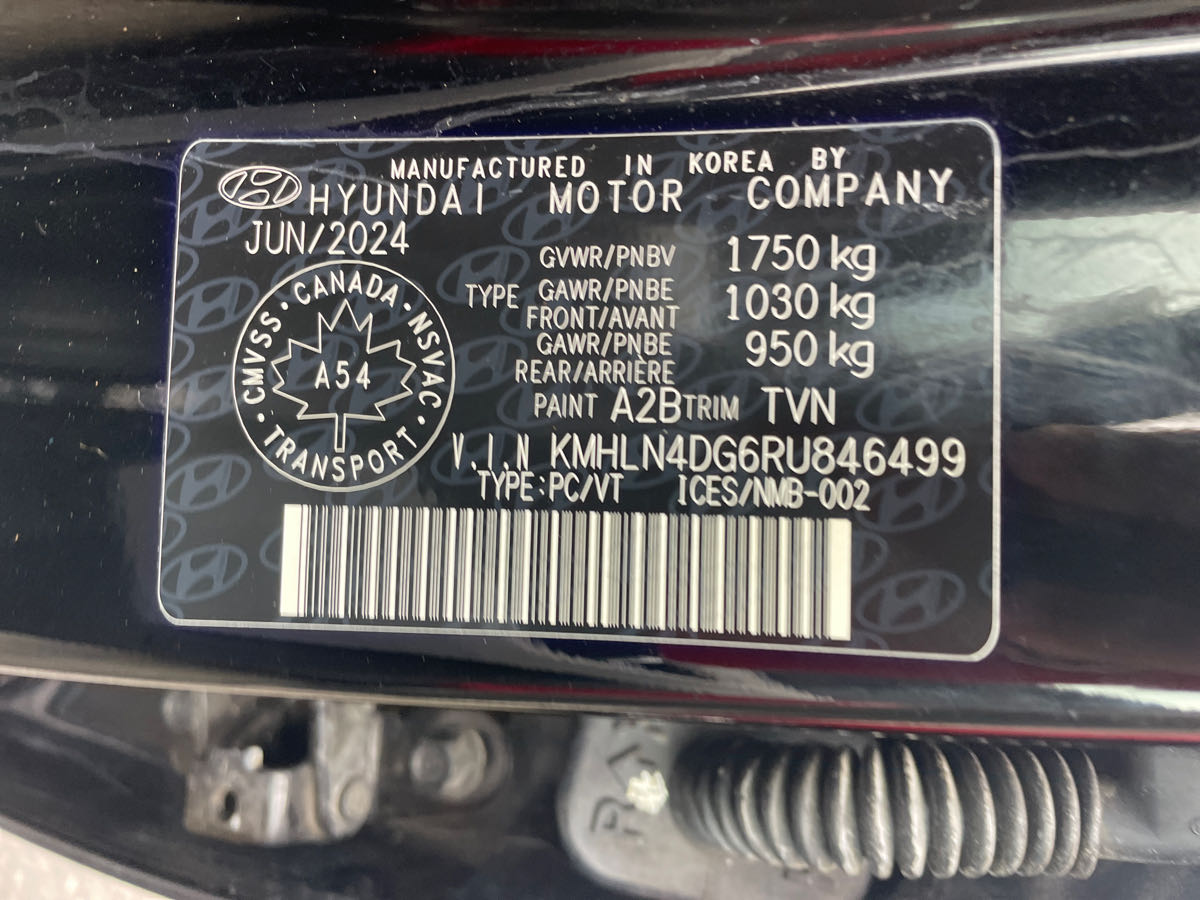 MANUFACTURED IN KOREA BY
HYUNDAI MOTOR COMPANY
JUN/2024
GVWR/PNBV 1750 kg
TYPE GAWR/PNBE 1030 kg
FRONT/AVANT
GAWR/PNBE 950 kg
REAR/ARRIÈRE
PAINT A2B TRIM TVN
V.I.N KMHLN4DG6RU846499
TYPE:PC/VT ICES/NMB-002
CANADA · NSVAC · TRANSPORT · CMVSS ·
A54